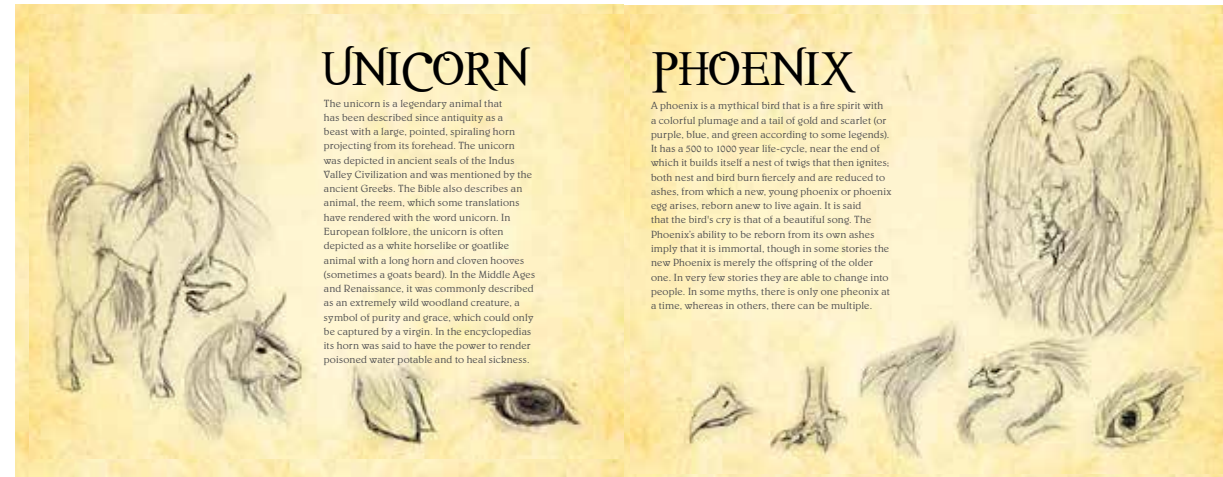 UNICORN
The unicorn is a legendary animal that
has been described since antiquity as a
beast with a large, pointed, spiraling horn
projecting from its forehead. The unicorn
was depicted in ancient seals of the Indus
Valley Civilization and was mentioned by the
ancient Greeks. The Bible also describes an
animal, the reem, which some translations
have rendered with the word unicorn. In
European folklore, the unicorn is often
depicted as a white horselike or goatlike
animal with a long horn and cloven hooves
(sometimes a goats beard). In the Middle Ages
and Renaissance, it was commonly described
as an extremely wild woodland creature, a
symbol of purity and grace, which could only
be captured by a virgin. In the encyclopedias
its horn was said to have the power to render
poisoned water potable and to heal sickness.
PHOENIX
A phoenix is a mythical bird that is a fire spirit with
a colorful plumage and a tail of gold and scarlet (or
purple, blue, and green according to some legends).
It has a 500 to 1000 year life-cycle, near the end of
which it builds itself a nest of twigs that then ignites;
both nest and bird burn fiercely and are reduced to
ashes, from which a new, young phoenix or phoenix
egg arises, reborn anew to live again. It is said
that the bird's cry is that of a beautiful song. The
Phoenix's ability to be reborn from its own ashes
imply that it is immortal, though in some stories the
new Phoenix is merely the offspring of the older
one. In very few stories they are able to change into
people. In some myths, there is only one pheonix at
a time, whereas in others, there can be multiple.